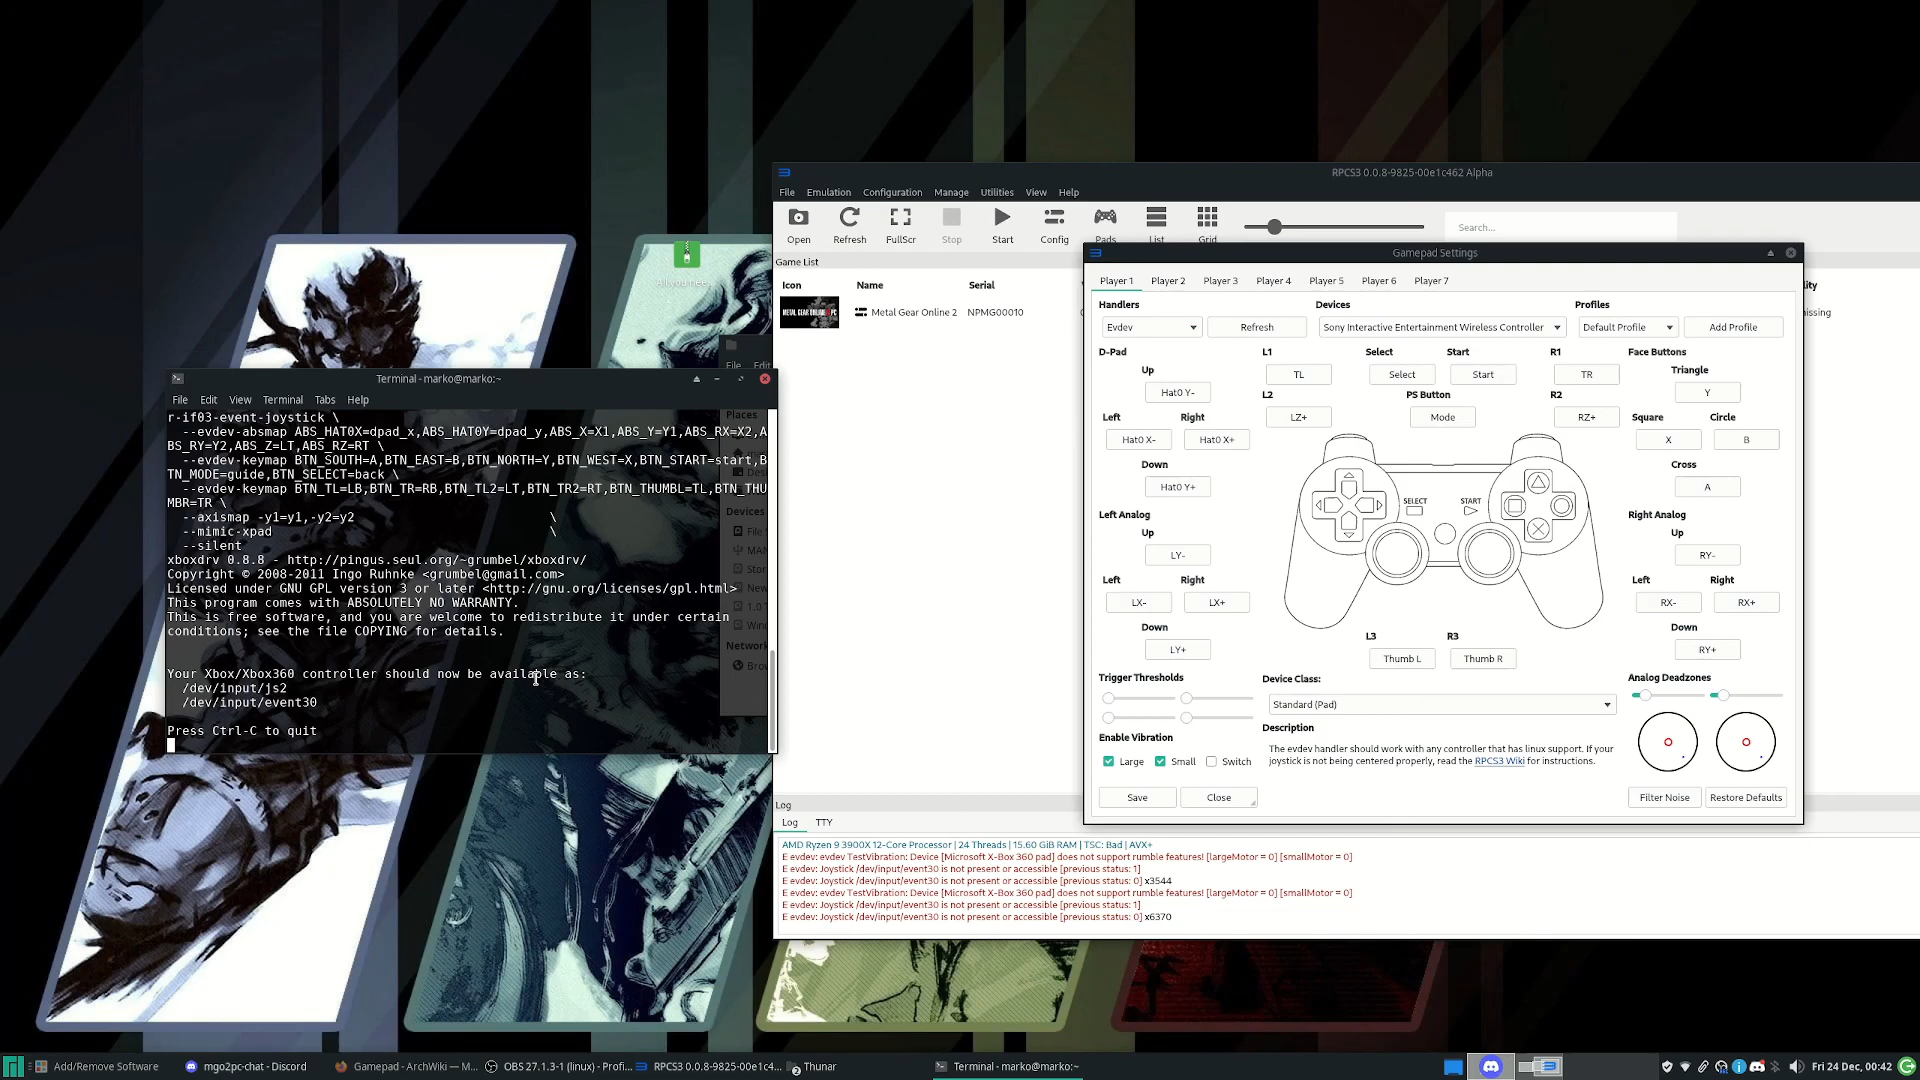 RPCS3 0.0.8-9825-00e1c462 Alpha
File Emulation Configuration Manage Utilities View Help
Open Refresh FullScr Stop Start Config Pads List Grid
Search...
Game List
Icon Name Serial
METAL GEAR ONLINE PC
Metal Gear Online 2 NPMG00010
issing
Gamepad Settings
Player 1 Player 2 Player 3 Player 4 Player 5 Player 6 Player 7
Handlers Devices Profiles
Evdev Refresh Sony Interactive Entertainment Wireless Controller Default Profile Add Profile
D-Pad L1 Select Start R1 Face Buttons
Up Triangle
TL Select Start TR
Hat0 Y- Y
L2 PS Button R2
Left Right Square Circle
LZ+ Mode RZ+
Hat0 X- Hat0 X+ X B
Down Cross
Hat0 Y+ A
SELECT START
Left Analog Right Analog
Up Up
LY- RY-
Left Right Left Right
LX- LX+ RX- RX+
Down Down
L3 R3
LY+ RY+
Thumb L Thumb R
Trigger Thresholds Device Class: Analog Deadzones
Standard (Pad)
Description
Enable Vibration
The evdev handler should work with any controller that has linux support. If your
joystick is not being centered properly, read the RPCS3 Wiki for instructions.
Large Small Switch
Save Close Filter Noise Restore Defaults
Terminal - marko@marko:~
File Edit View Terminal Tabs Help
r-if03-event-joystick \
--evdev-absmap ABS_HAT0X=dpad_x,ABS_HAT0Y=dpad_y,ABS_X=X1,ABS_Y=Y1,ABS_RX=X2,A
BS_RY=Y2,ABS_Z=LT,ABS_RZ=RT \
--evdev-keymap BTN_SOUTH=A,BTN_EAST=B,BTN_NORTH=Y,BTN_WEST=X,BTN_START=start,B
TN_MODE=guide,BTN_SELECT=back \
--evdev-keymap BTN_TL=LB,BTN_TR=RB,BTN_TL2=LT,BTN_TR2=RT,BTN_THUMBL=TL,BTN_THU
MBR=TR \
--axismap -y1=y1,-y2=y2 \
--mimic-xpad \
--silent
xboxdrv 0.8.8 - http://pingus.seul.org/~grumbel/xboxdrv/
Copyright © 2008-2011 Ingo Ruhnke <grumbel@gmail.com>
Licensed under GNU GPL version 3 or later <http://gnu.org/licenses/gpl.html>
This program comes with ABSOLUTELY NO WARRANTY.
This is free software, and you are welcome to redistribute it under certain
conditions; see the file COPYING for details.
Your Xbox/Xbox360 controller should now be available as:
/dev/input/js2
/dev/input/event30
Press Ctrl-C to quit
File Edit
Places
Devices
File S
Network
Log
Log TTY
AMD Ryzen 9 3900X 12-Core Processor | 24 Threads | 15.60 GiB RAM | TSC: Bad | AVX+
E evdev: evdev TestVibration: Device [Microsoft X-Box 360 pad] does not support rumble features! [largeMotor = 0] [smallMotor = 0]
E evdev: Joystick /dev/input/event30 is not present or accessible [previous status: 1]
E evdev: Joystick /dev/input/event30 is not present or accessible [previous status: 0] x3544
E evdev: evdev TestVibration: Device [Microsoft X-Box 360 pad] does not support rumble features! [largeMotor = 0] [smallMotor = 0]
E evdev: Joystick /dev/input/event30 is not present or accessible [previous status: 1]
E evdev: Joystick /dev/input/event30 is not present or accessible [previous status: 0] x6370
Add/Remove Software mgo2pc-chat - Discord Gamepad - ArchWiki — M... OBS 27.1.3-1 (linux) - Profi... RPCS3 0.0.8-9825-00e1c4... 2 Thunar Terminal - marko@marko:~ Fri 24 Dec, 00:42